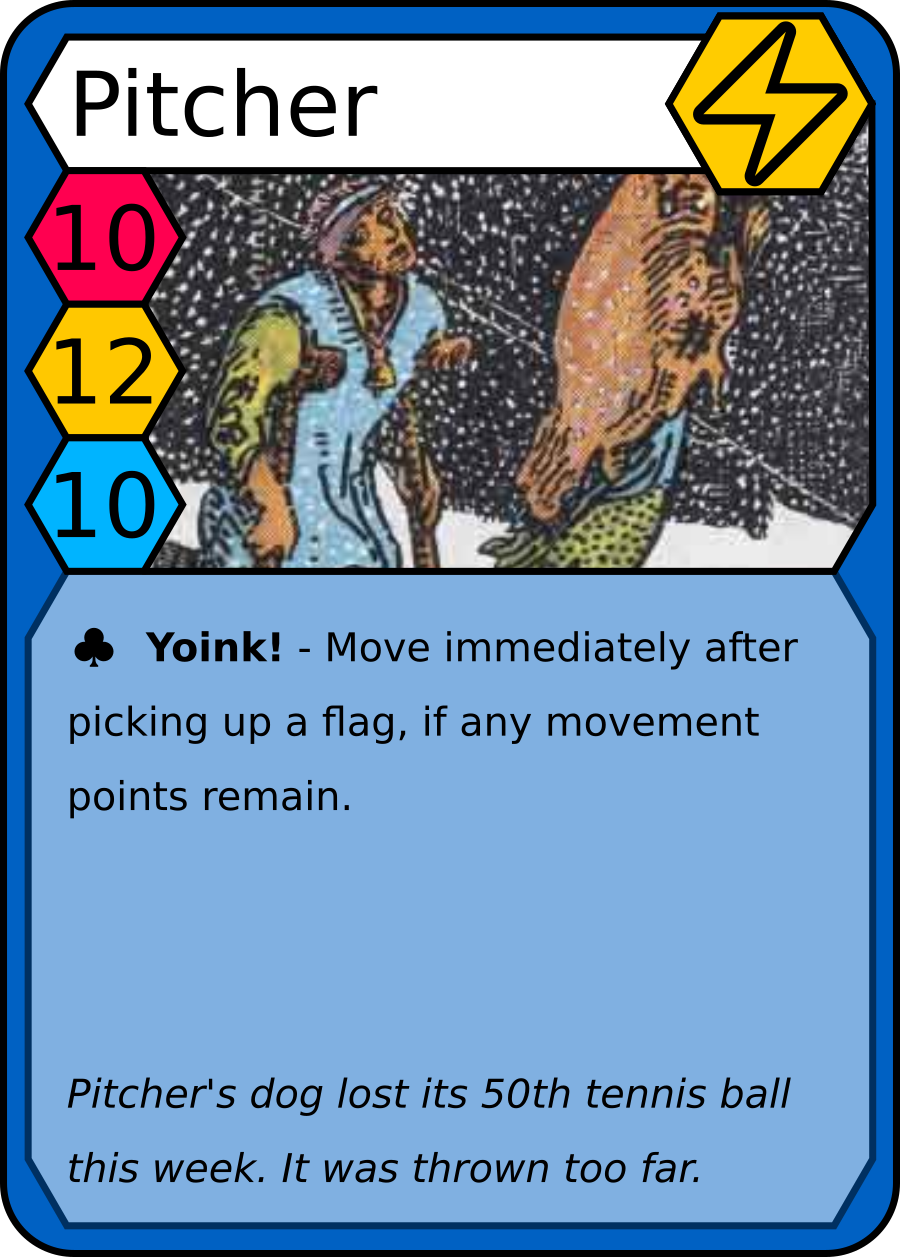 Pitcher
10
12
10
♣ Yoink! - Move immediately after
picking up a flag, if any movement
points remain.
Pitcher's dog lost its 50th tennis ball
this week. It was thrown too far.